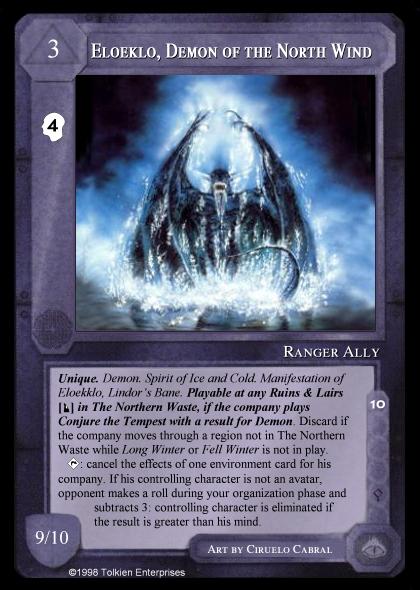 3
Eloeklo, Demon of the North Wind
4
Ranger Ally
Unique. Demon. Spirit of Ice and Cold. Manifestation of
Eloekklo, Lindor's Bane. Playable at any Ruins & Lairs
[] in The Northern Waste, if the company plays
Conjure the Tempest with a result for Demon. Discard if
the company moves through a region not in The Northern
Waste while Long Winter or Fell Winter is not in play.
: cancel the effects of one environment card for his
company. If his controlling character is not an avatar,
opponent makes a roll during your organization phase and
subtracts 3: controlling character is eliminated if
the result is greater than his mind.
10
9/10
Art by Ciruelo Cabral
©1998 Tolkien Enterprises